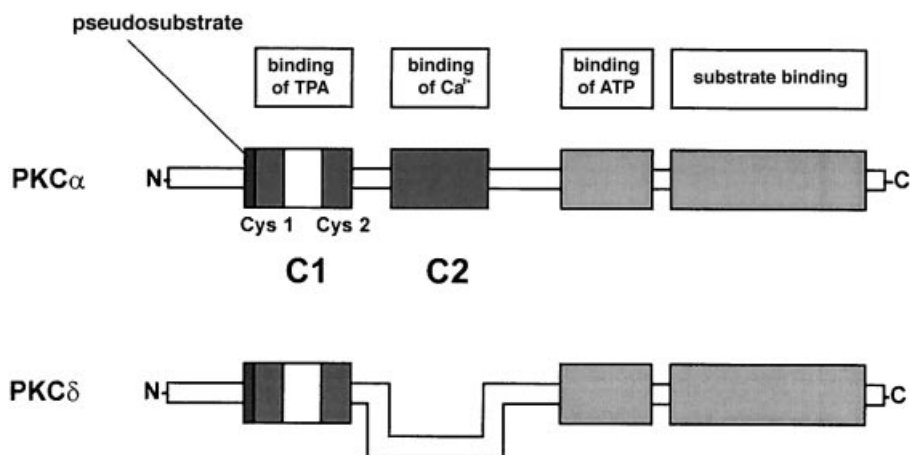 pseudosubstrate
binding
of TPA
binding
of Ca²⁺
binding
of ATP
substrate binding
PKCα
N
C
Cys 1
Cys 2
C1
C2
PKCδ
N
C